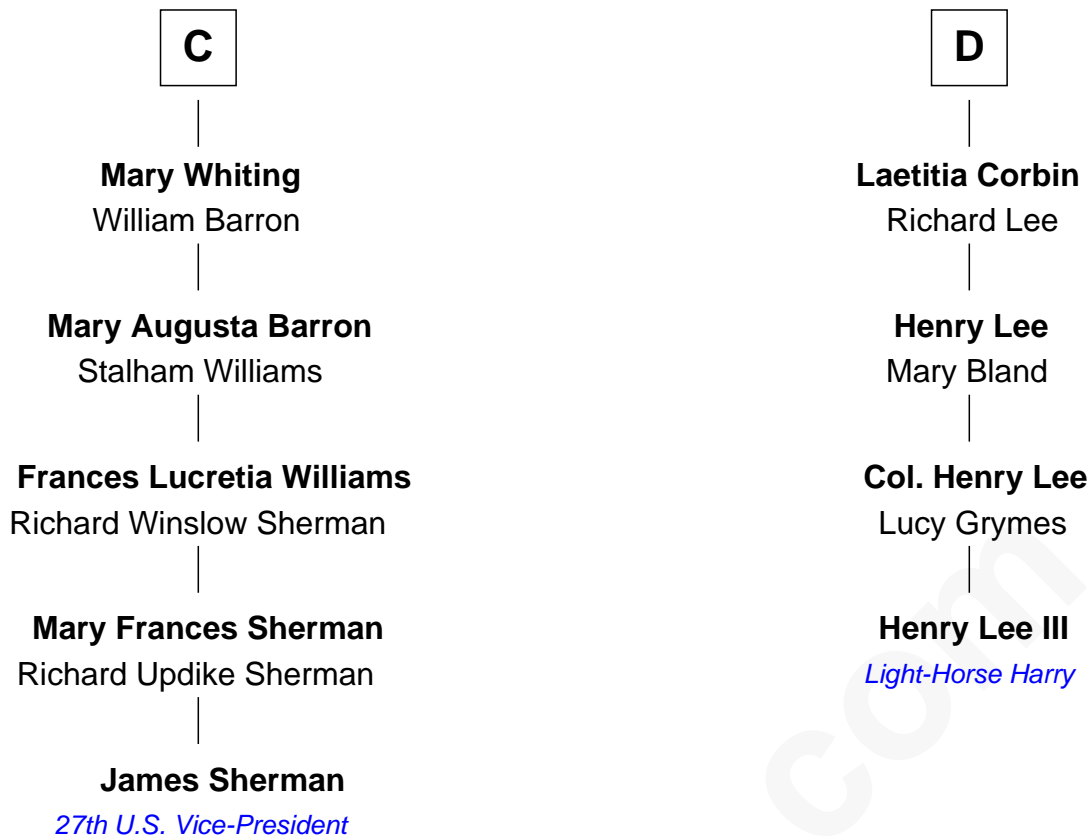 C
Mary Whiting
William Barron
Mary Augusta Barron
Stalham Williams
Frances Lucretia Williams
Richard Winslow Sherman
Mary Frances Sherman
Richard Updike Sherman
James Sherman
27th U.S. Vice-President
D
Laetitia Corbin
Richard Lee
Henry Lee
Mary Bland
Col. Henry Lee
Lucy Grymes
Henry Lee III
Light-Horse Harry
com